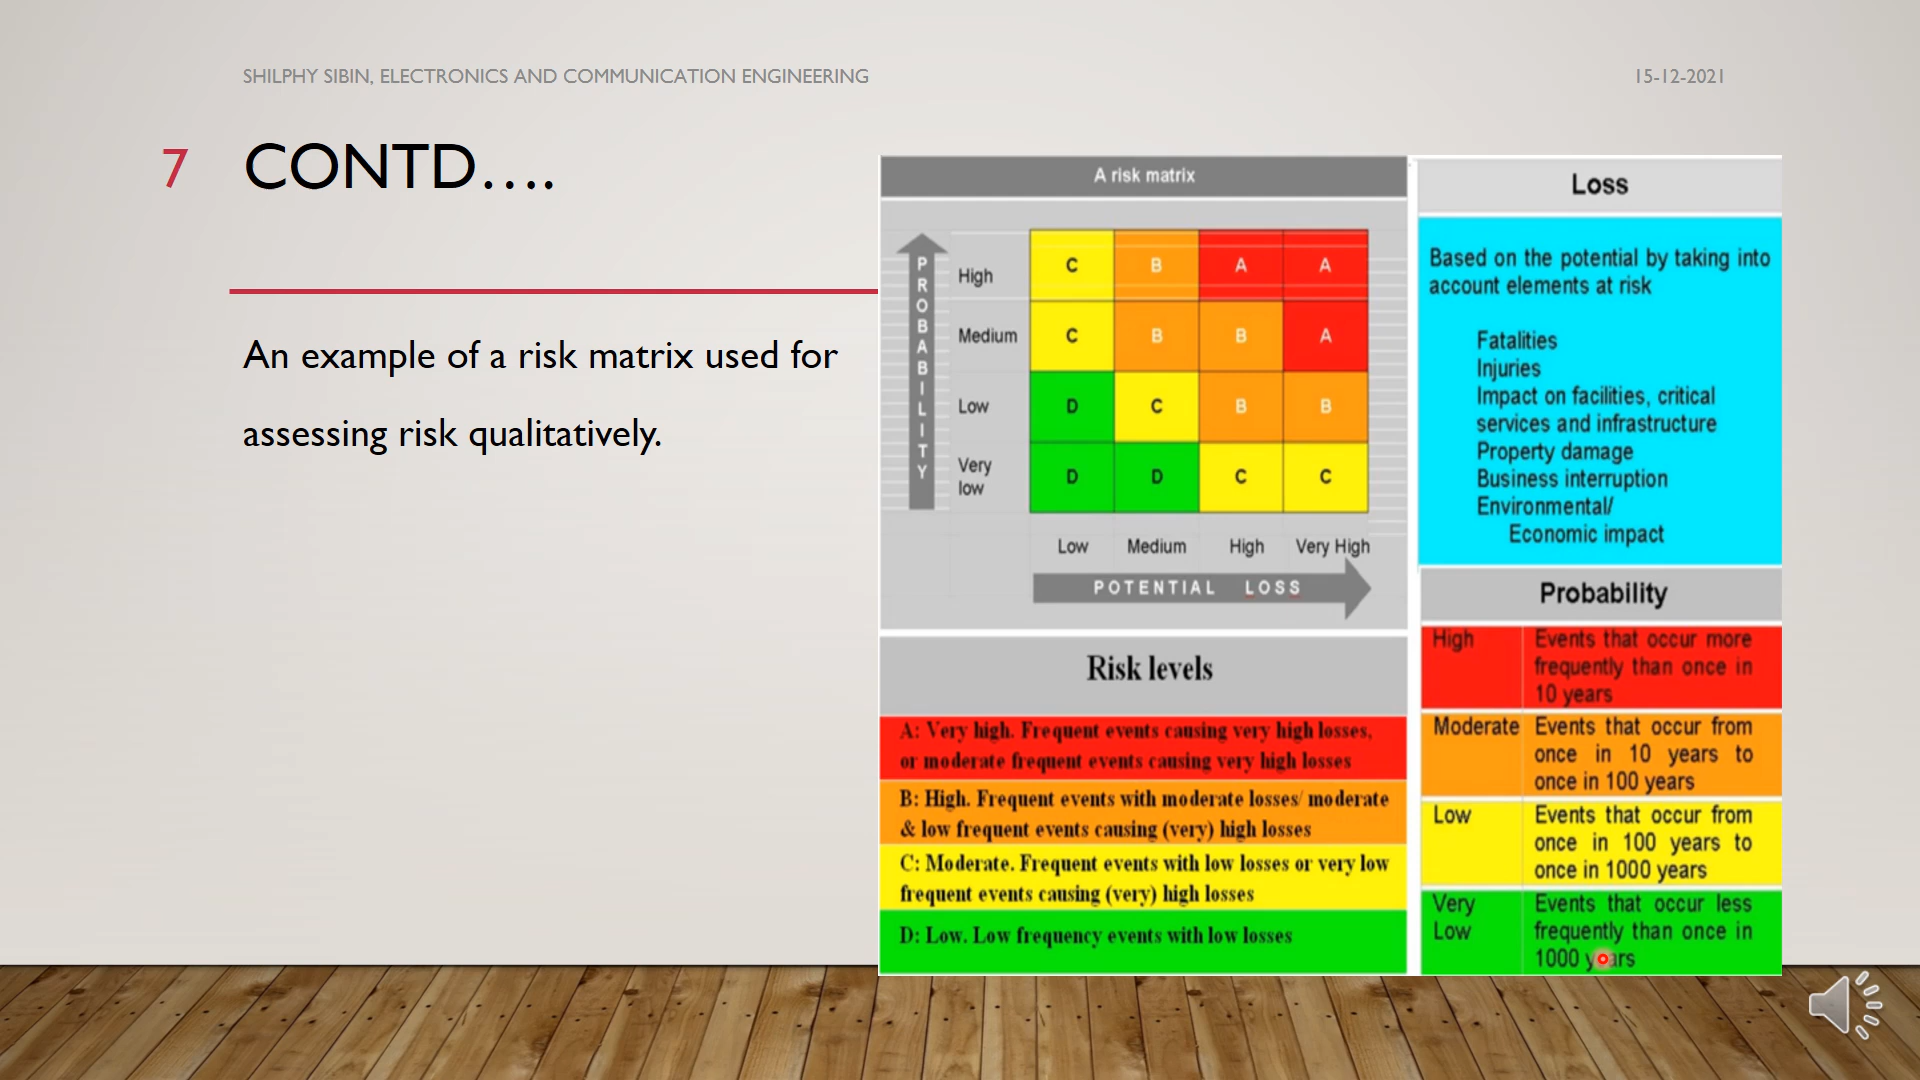 SHILPHY SIBIN, ELECTRONICS AND COMMUNICATION ENGINEERING
15-12-2021
7
CONTD....
An example of a risk matrix used for
assessing risk qualitatively.
A risk matrix
PROBABILITY
High C B A A
Medium C B B A
Low D C B B
Very
low
D D C C
Low Medium High Very High
POTENTIAL LOSS
Risk levels
A: Very high. Frequent events causing very high losses,
or moderate frequent events causing very high losses
B: High. Frequent events with moderate losses/ moderate
& low frequent events causing (very) high losses
C: Moderate. Frequent events with low losses or very low
frequent events causing (very) high losses
D: Low. Low frequency events with low losses
Loss
Based on the potential by taking into
account elements at risk
Fatalities
Injuries
Impact on facilities, critical
services and infrastructure
Property damage
Business interruption
Environmental/
Economic impact
Probability
High
Events that occur more
frequently than once in
10 years
Moderate
Events that occur from
once in 10 years to
once in 100 years
Low
Events that occur from
once in 100 years to
once in 1000 years
Very
Low
Events that occur less
frequently than once in
1000 years